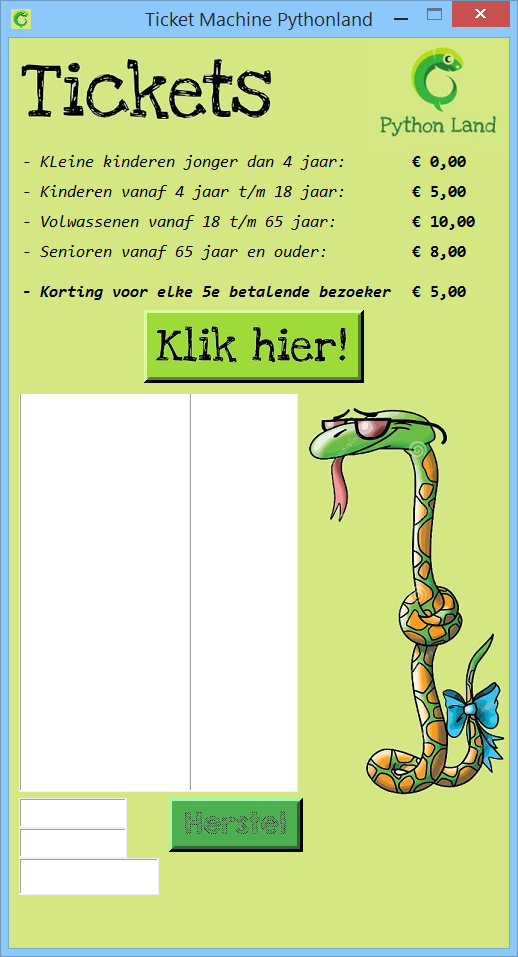 Ticket Machine Pythonland
Tickets
Python Land
- KLeine kinderen jonger dan 4 jaar: € 0,00
- Kinderen vanaf 4 jaar t/m 18 jaar: € 5,00
- Volwassenen vanaf 18 t/m 65 jaar: € 10,00
- Senioren vanaf 65 jaar en ouder: € 8,00
- Korting voor elke 5e betalende bezoeker € 5,00
Klik hier!
Herstel